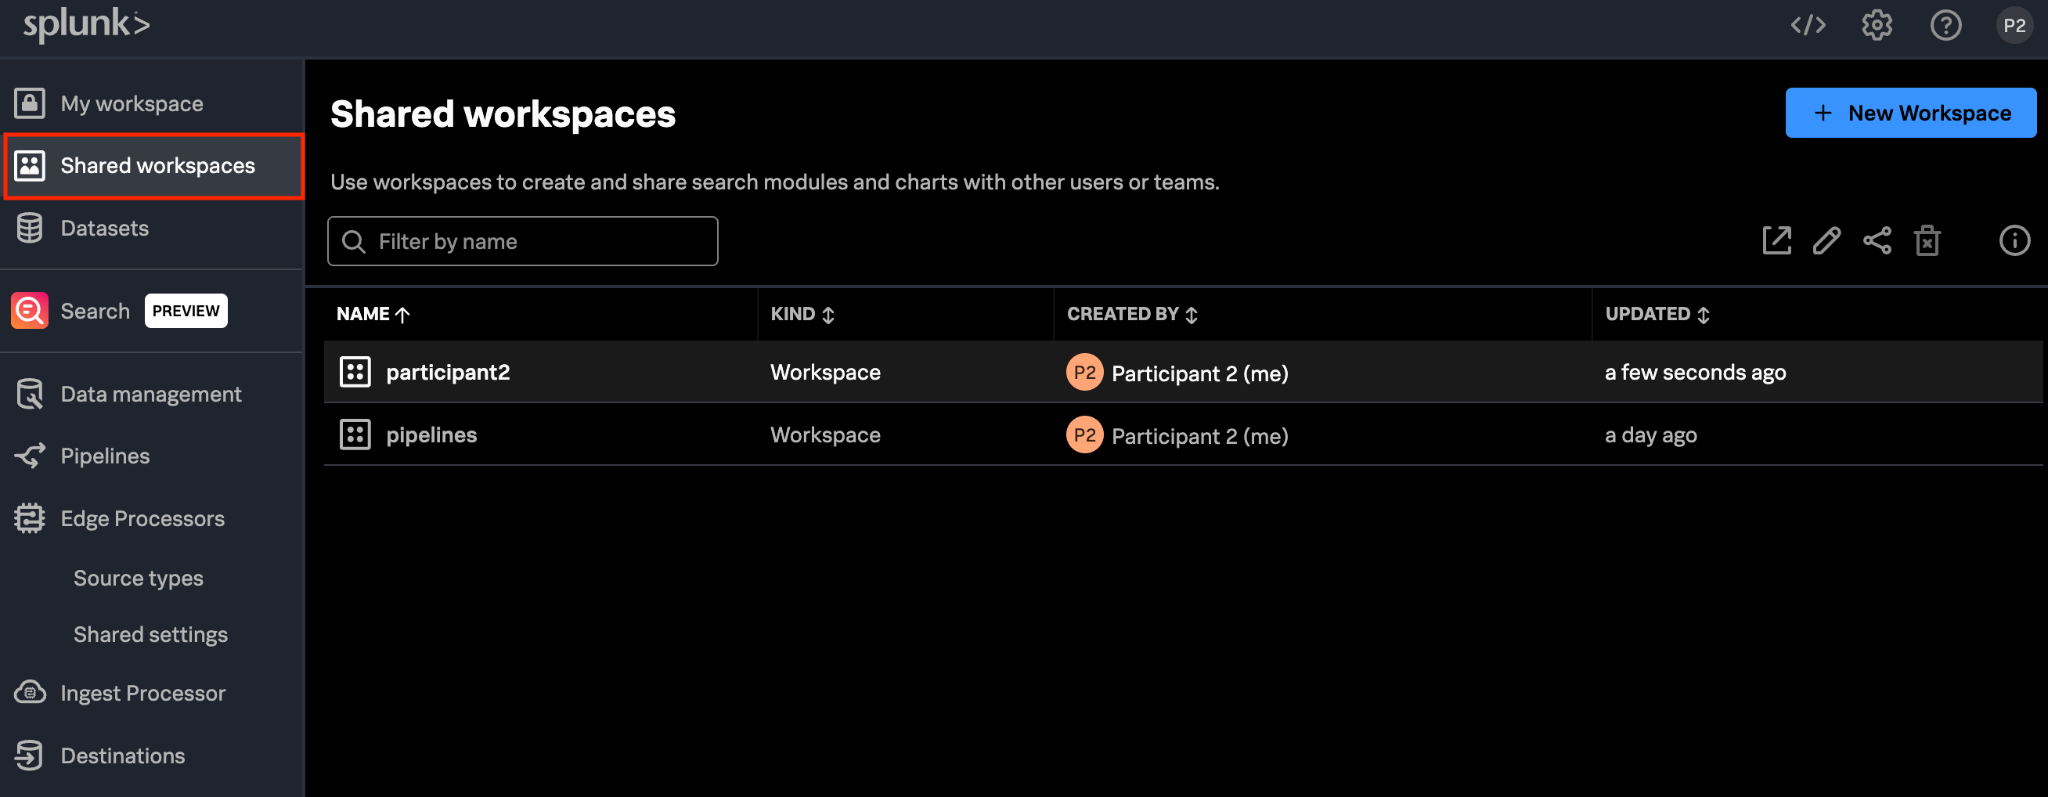 splunk>
</>
P2
My workspace
Shared workspaces
Datasets
Search PREVIEW
Data management
Pipelines
Edge Processors
Source types
Shared settings
Ingest Processor
Destinations
Shared workspaces
+ New Workspace
Use workspaces to create and share search modules and charts with other users or teams.
Filter by name
NAME KIND CREATED BY UPDATED
participant2 Workspace P2 Participant 2 (me) a few seconds ago
pipelines Workspace P2 Participant 2 (me) a day ago